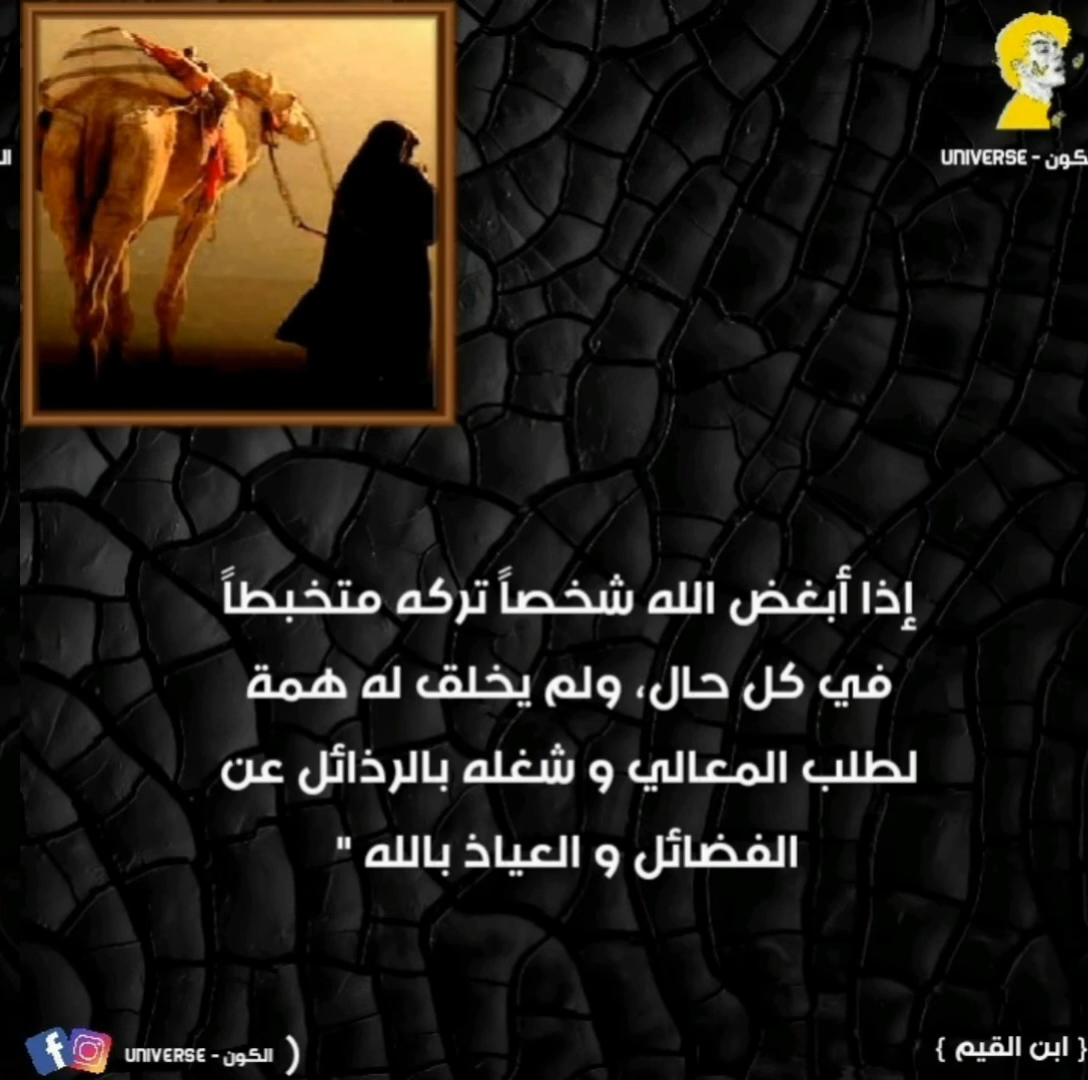 الكون - UNIVERSE
إذا أبغض الله شخصاً تركه متخبطاً
في كل حال، ولم يخلق له همة
لطلب المعالي و شغله بالرذائل عن
الفضائل و العياذ بالله "
{ ابن القيم }
( الكون - UNIVERSE